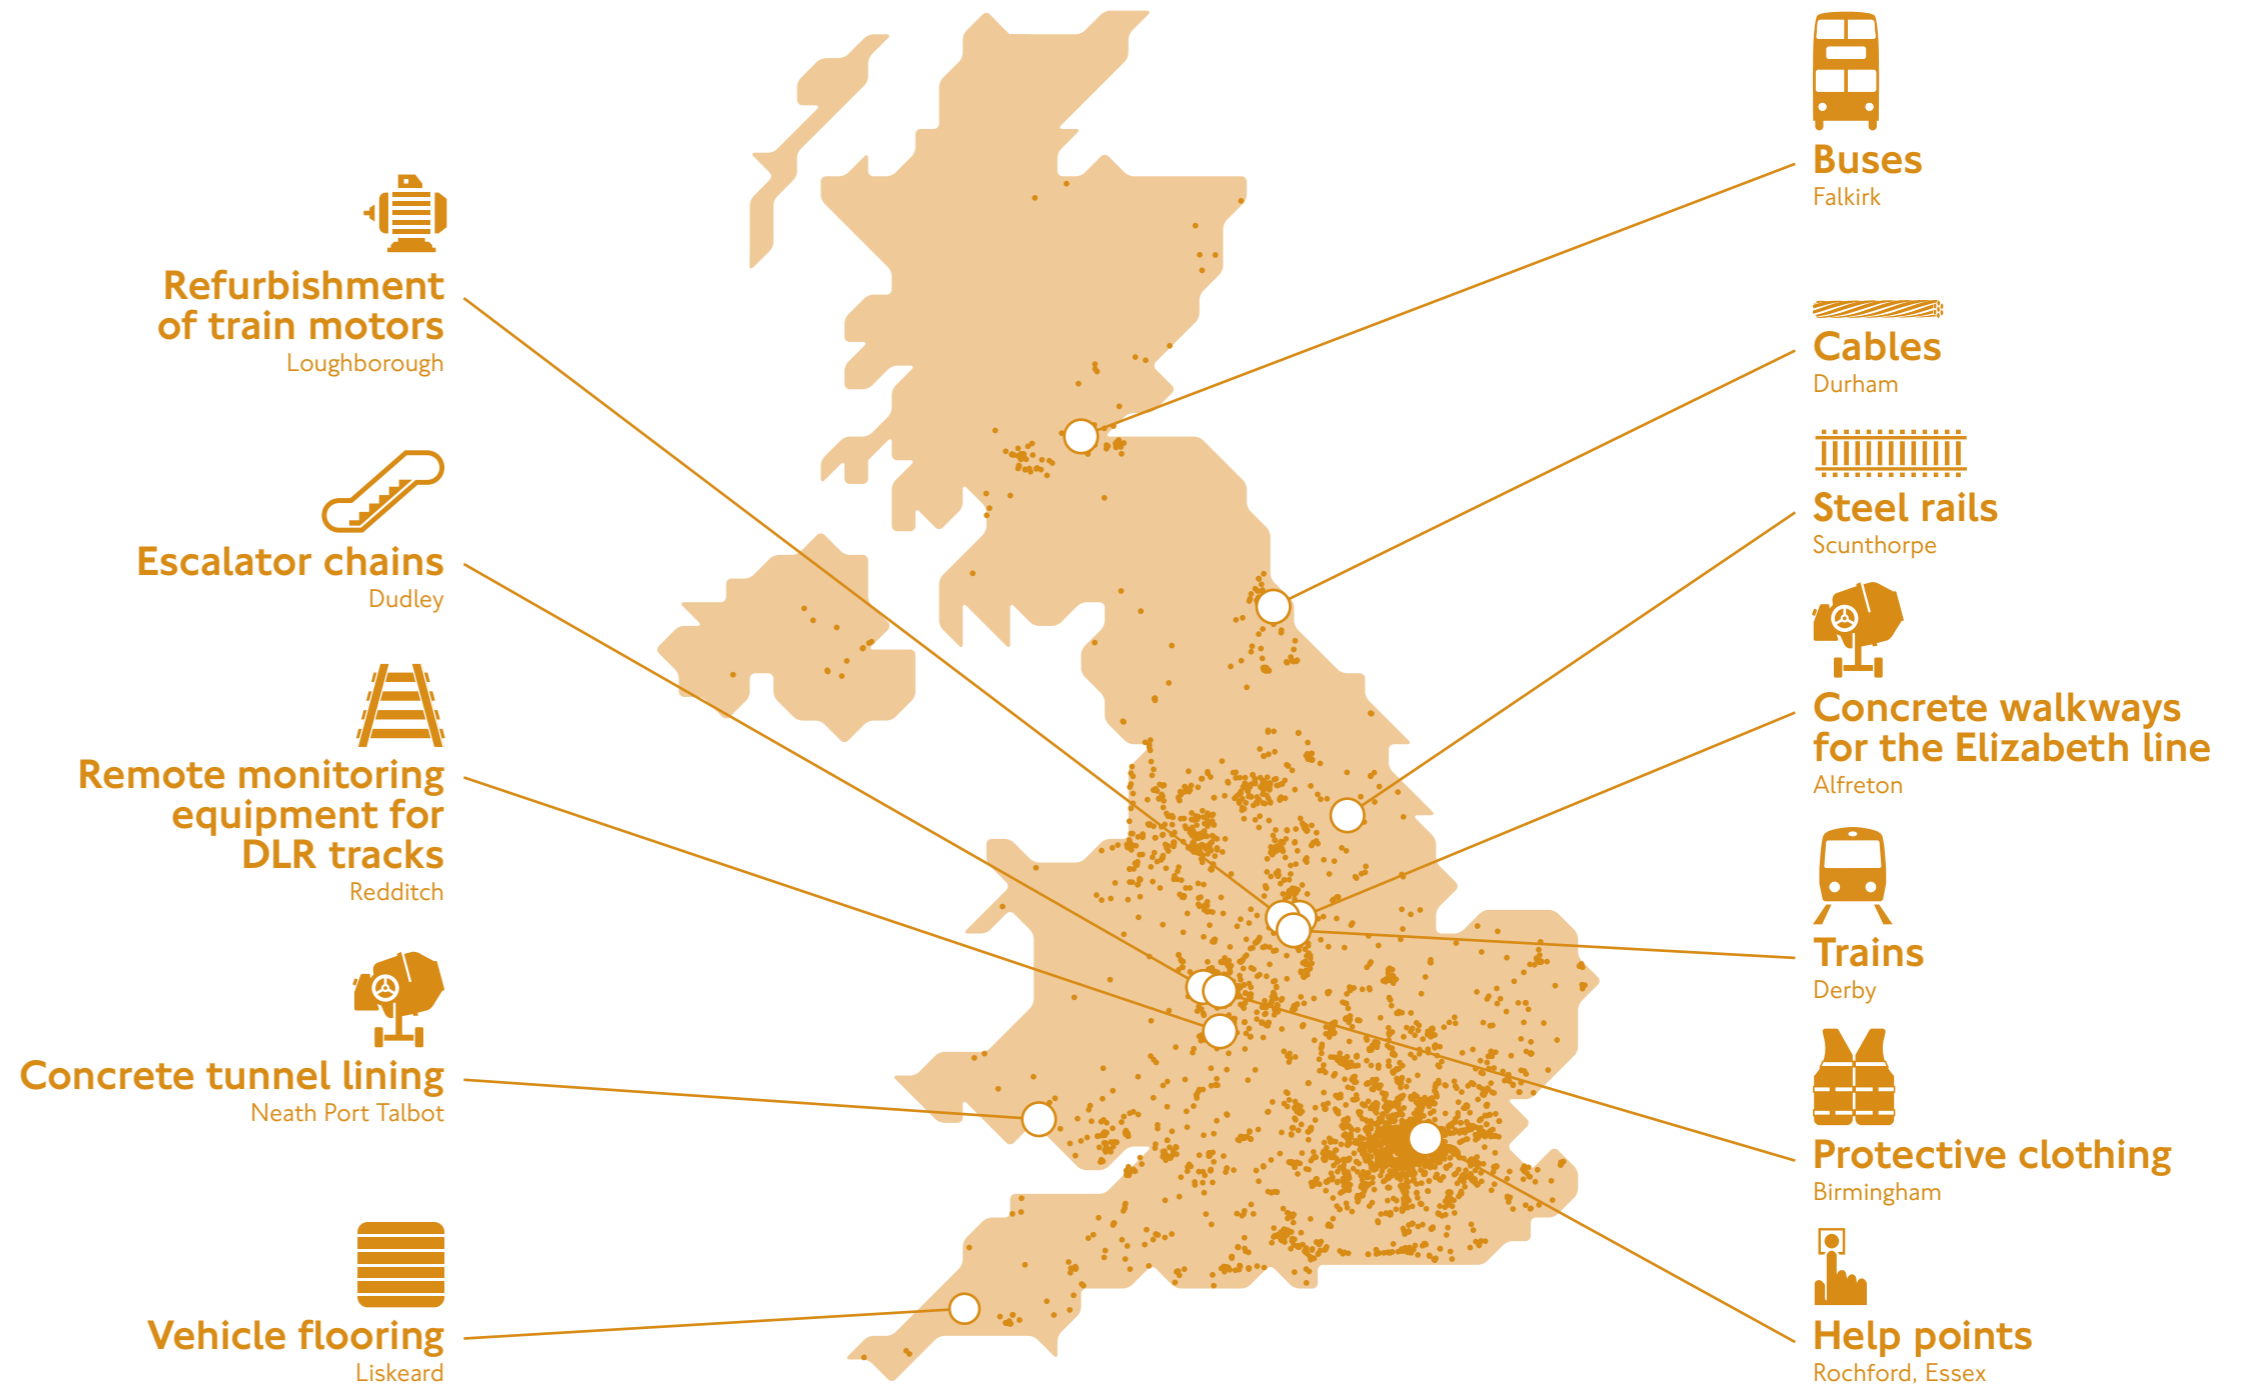 Refurbishment
of train motors
Loughborough
Escalator chains
Dudley
Remote monitoring
equipment for
DLR tracks
Redditch
Concrete tunnel lining
Neath Port Talbot
Vehicle flooring
Liskeard
Buses
Falkirk
Cables
Durham
Steel rails
Scunthorpe
Concrete walkways
for the Elizabeth line
Alfreton
Trains
Derby
Protective clothing
Birmingham
Help points
Rochford, Essex